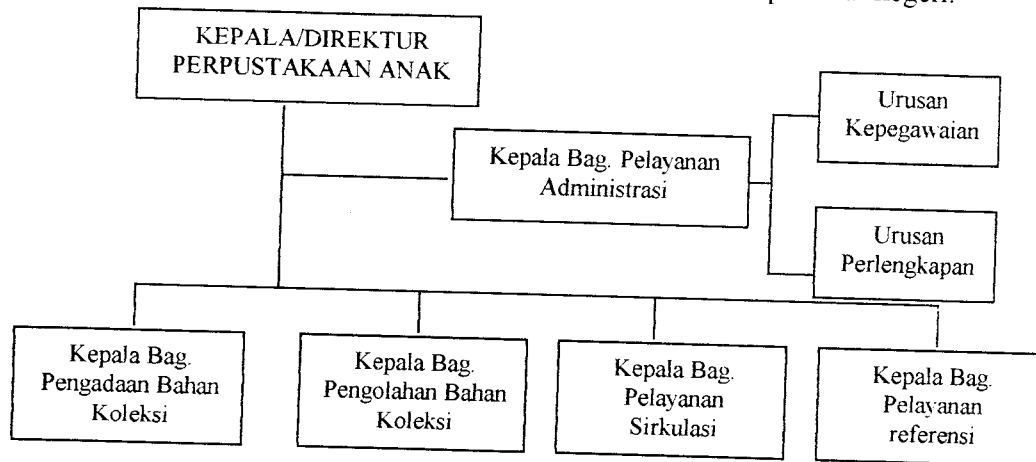 egeri.
KEPALA/DIREKTUR
PERPUSTAKAAN ANAK
Urusan
Kepegawaian
Kepala Bag. Pelayanan
Administrasi
Urusan
Perlengkapan
Kepala Bag.
Pengadaan Bahan
Koleksi
Kepala Bag.
Pengolahan Bahan
Koleksi
Kepala Bag.
Pelayanan
Sirkulasi
Kepala Bag.
Pelayanan
referensi